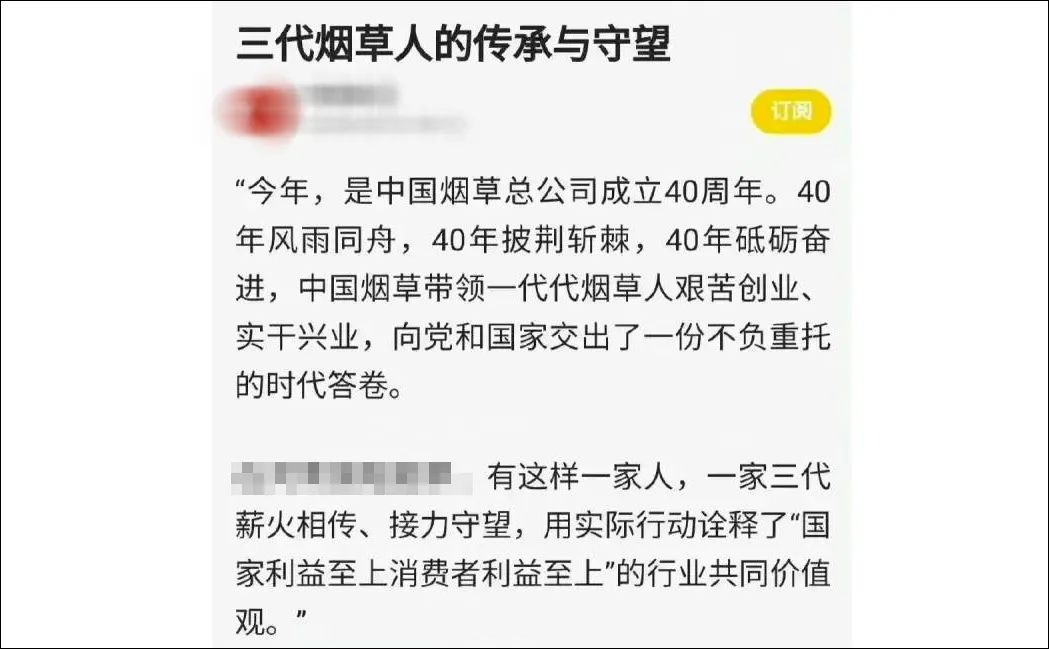 三代烟草人的传承与守望
订阅
“今年，是中国烟草总公司成立40周年。40
年风雨同舟，40年披荆斩棘，40年砥砺奋
进，中国烟草带领一代代烟草人艰苦创业、
实干兴业，向党和国家交出了一份不负重托
的时代答卷。
有这样一家人，一家三代
薪火相传、接力守望，用实际行动诠释了“国
家利益至上消费者利益至上”的行业共同价值
观。”